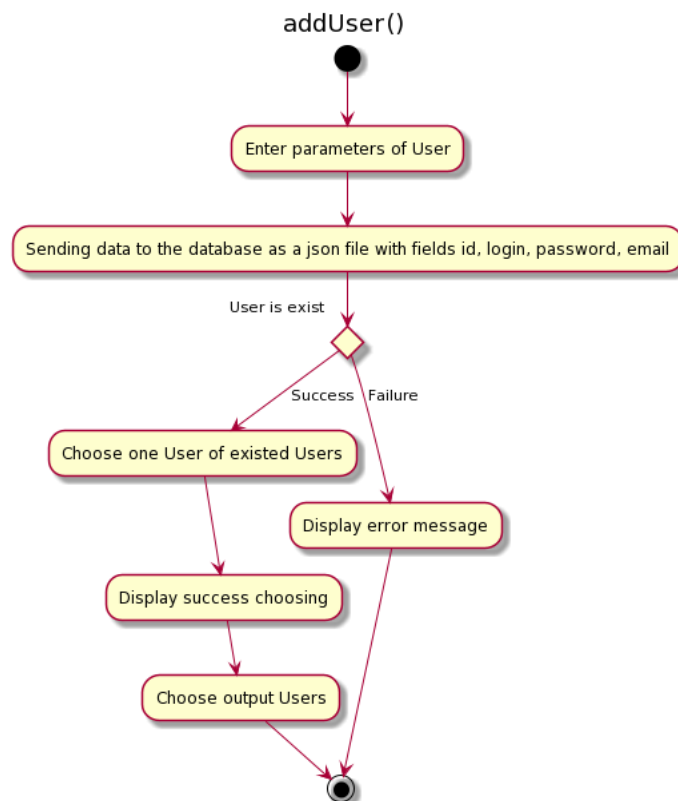 addUser()
Enter parameters of User
Sending data to the database as a json file with fields id, login, password, email
User is exist
Success
Failure
Choose one User of existed Users
Display error message
Display success choosing
Choose output Users